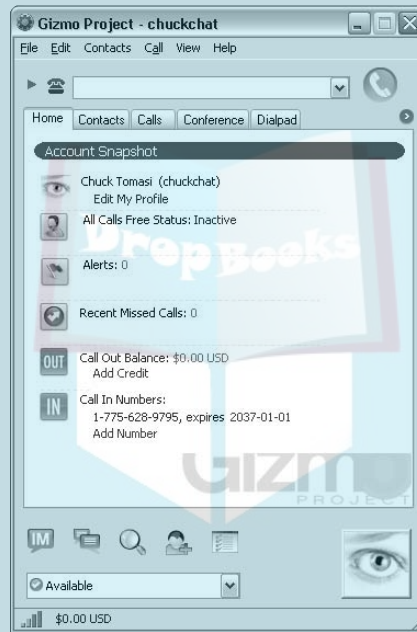 Gizmo Project - chuckchat
File Edit Contacts Call View Help
Home Contacts Calls Conference Dialpad
Account Snapshot
Chuck Tomasi (chuckchat)
Edit My Profile
All Calls Free Status: Inactive
DropBooks
Alerts: 0
Recent Missed Calls: 0
OUT Call Out Balance: $0.00 USD
Add Credit
IN Call In Numbers:
1-775-628-9795, expires 2037-01-01
Add Number
GIZMO
PROJECT
IM
Available
$0.00 USD